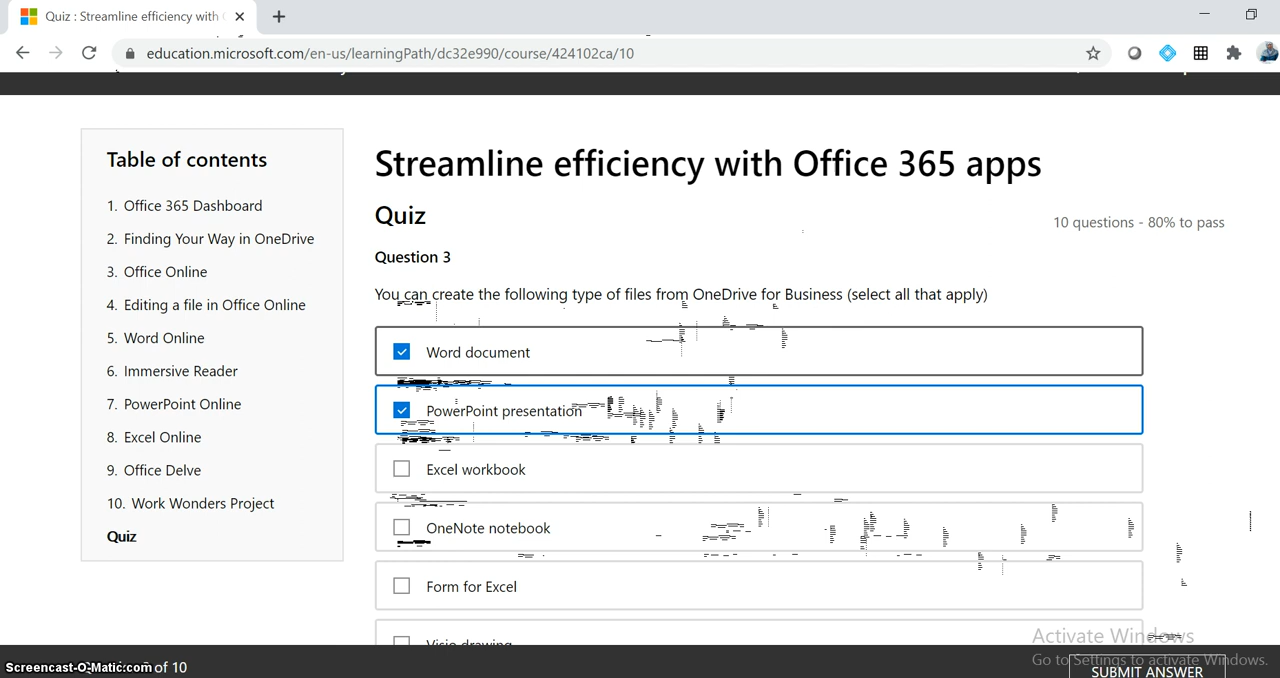 Quiz : Streamline efficiency with
education.microsoft.com/en-us/learningPath/dc32e990/course/424102ca/10
Table of contents
1. Office 365 Dashboard
2. Finding Your Way in OneDrive
3. Office Online
4. Editing a file in Office Online
5. Word Online
6. Immersive Reader
7. PowerPoint Online
8. Excel Online
9. Office Delve
10. Work Wonders Project
Quiz
Streamline efficiency with Office 365 apps
Quiz
10 questions - 80% to pass
Question 3
You can create the following type of files from OneDrive for Business (select all that apply)
Word document
PowerPoint presentation
Excel workbook
OneNote notebook
Form for Excel
Visio drawing
Activate Windows
Go to Settings to activate Windows.
Screencast-O-Matic.com of 10
SUBMIT ANSWER